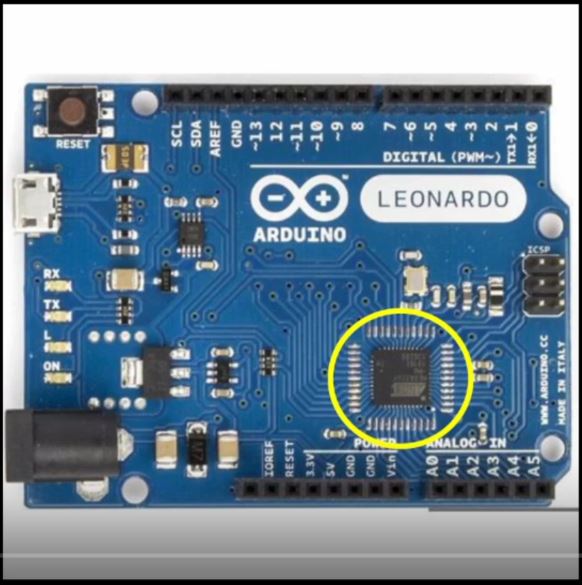 RESET
SCL
SDA
AREF
GND
~13
12
~11
~10
~9
8
7
~6
~5
4
~3
2
TX1→1
RX1←0
DIGITAL (PWM~)
LEONARDO
ARDUINO
ICSP
RX
TX
L
ON
WWW.ARDUINO.CC
MADE IN ITALY
POWER
ANALOG IN
IOREF
RESET
3.3V
5V
GND
GND
Vin
A0
A1
A2
A3
A4
A5